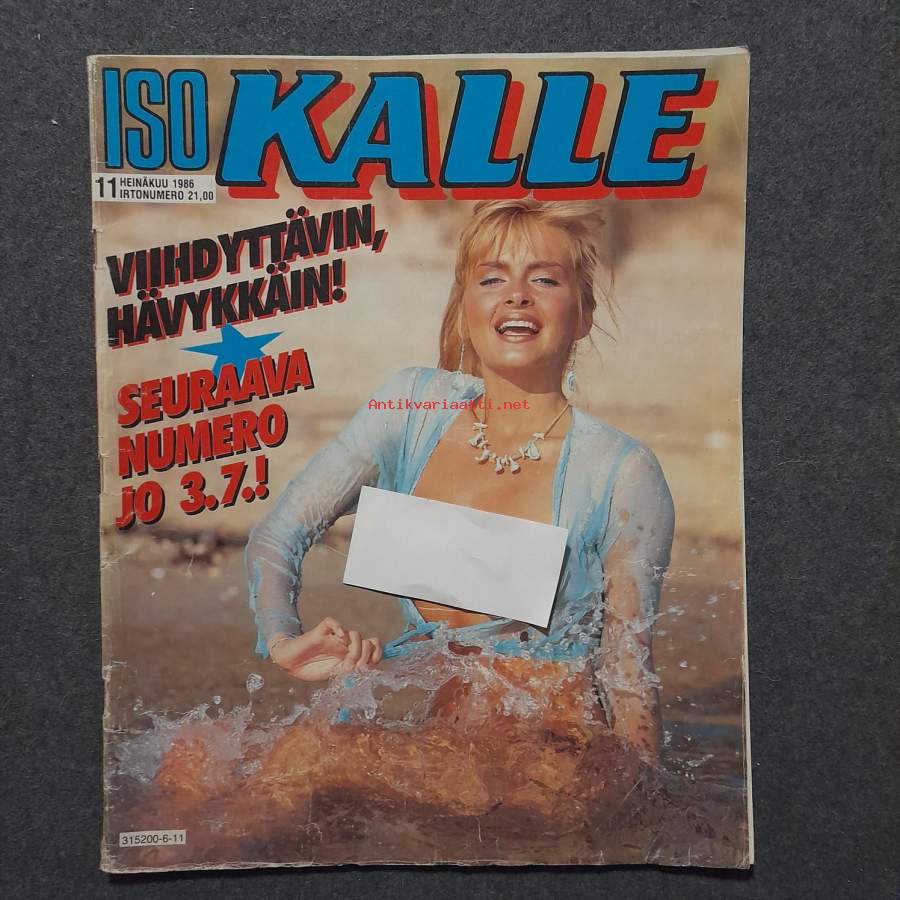 ISO KALLE
11 HEINÄKUU 1986
IRTONUMERO 21,00
VIIHDYTTÄVIN,
HÄVYKKÄIN!
SEURAAVA
NUMERO
JO 3.7.!
Antikvariaatti.net
315200-6-11